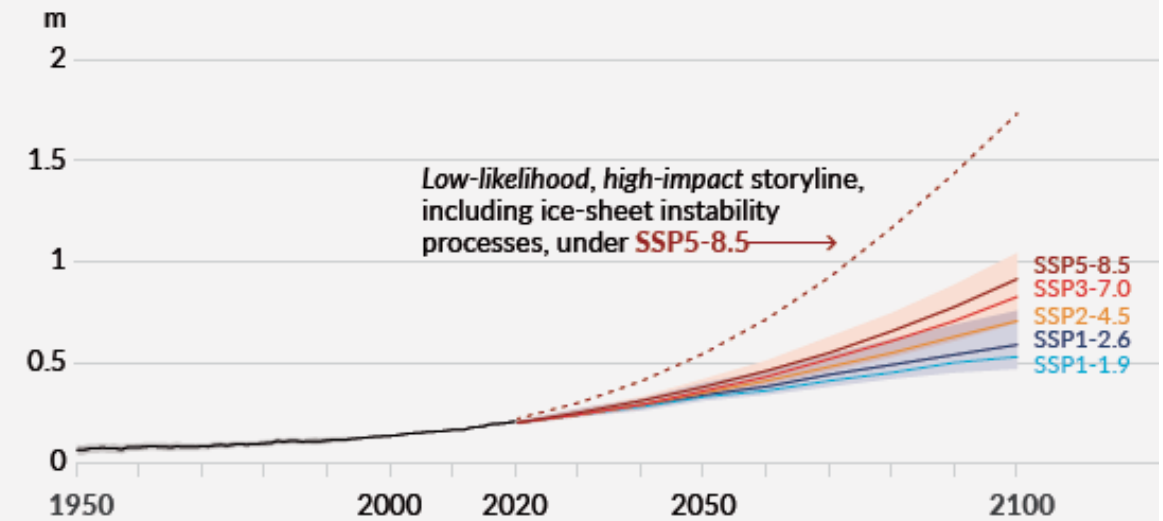 m
2
1.5
Low-likelihood, high-impact storyline,
including ice-sheet instability
processes, under SSP5-8.5
1
SSP5-8.5
SSP3-7.0
SSP2-4.5
SSP1-2.6
SSP1-1.9
0.5
0
1950 2000 2020 2050 2100